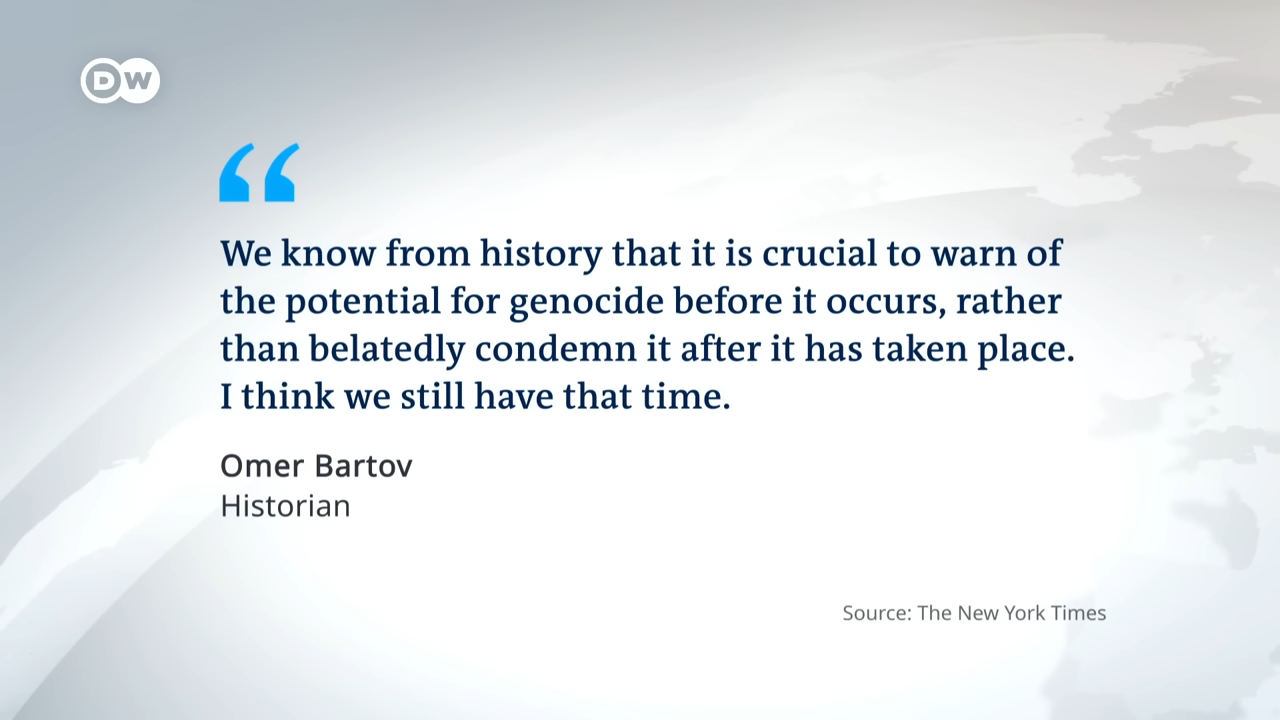 DW
“
We know from history that it is crucial to warn of
the potential for genocide before it occurs, rather
than belatedly condemn it after it has taken place.
I think we still have that time.
Omer Bartov
Historian
Source: The New York Times